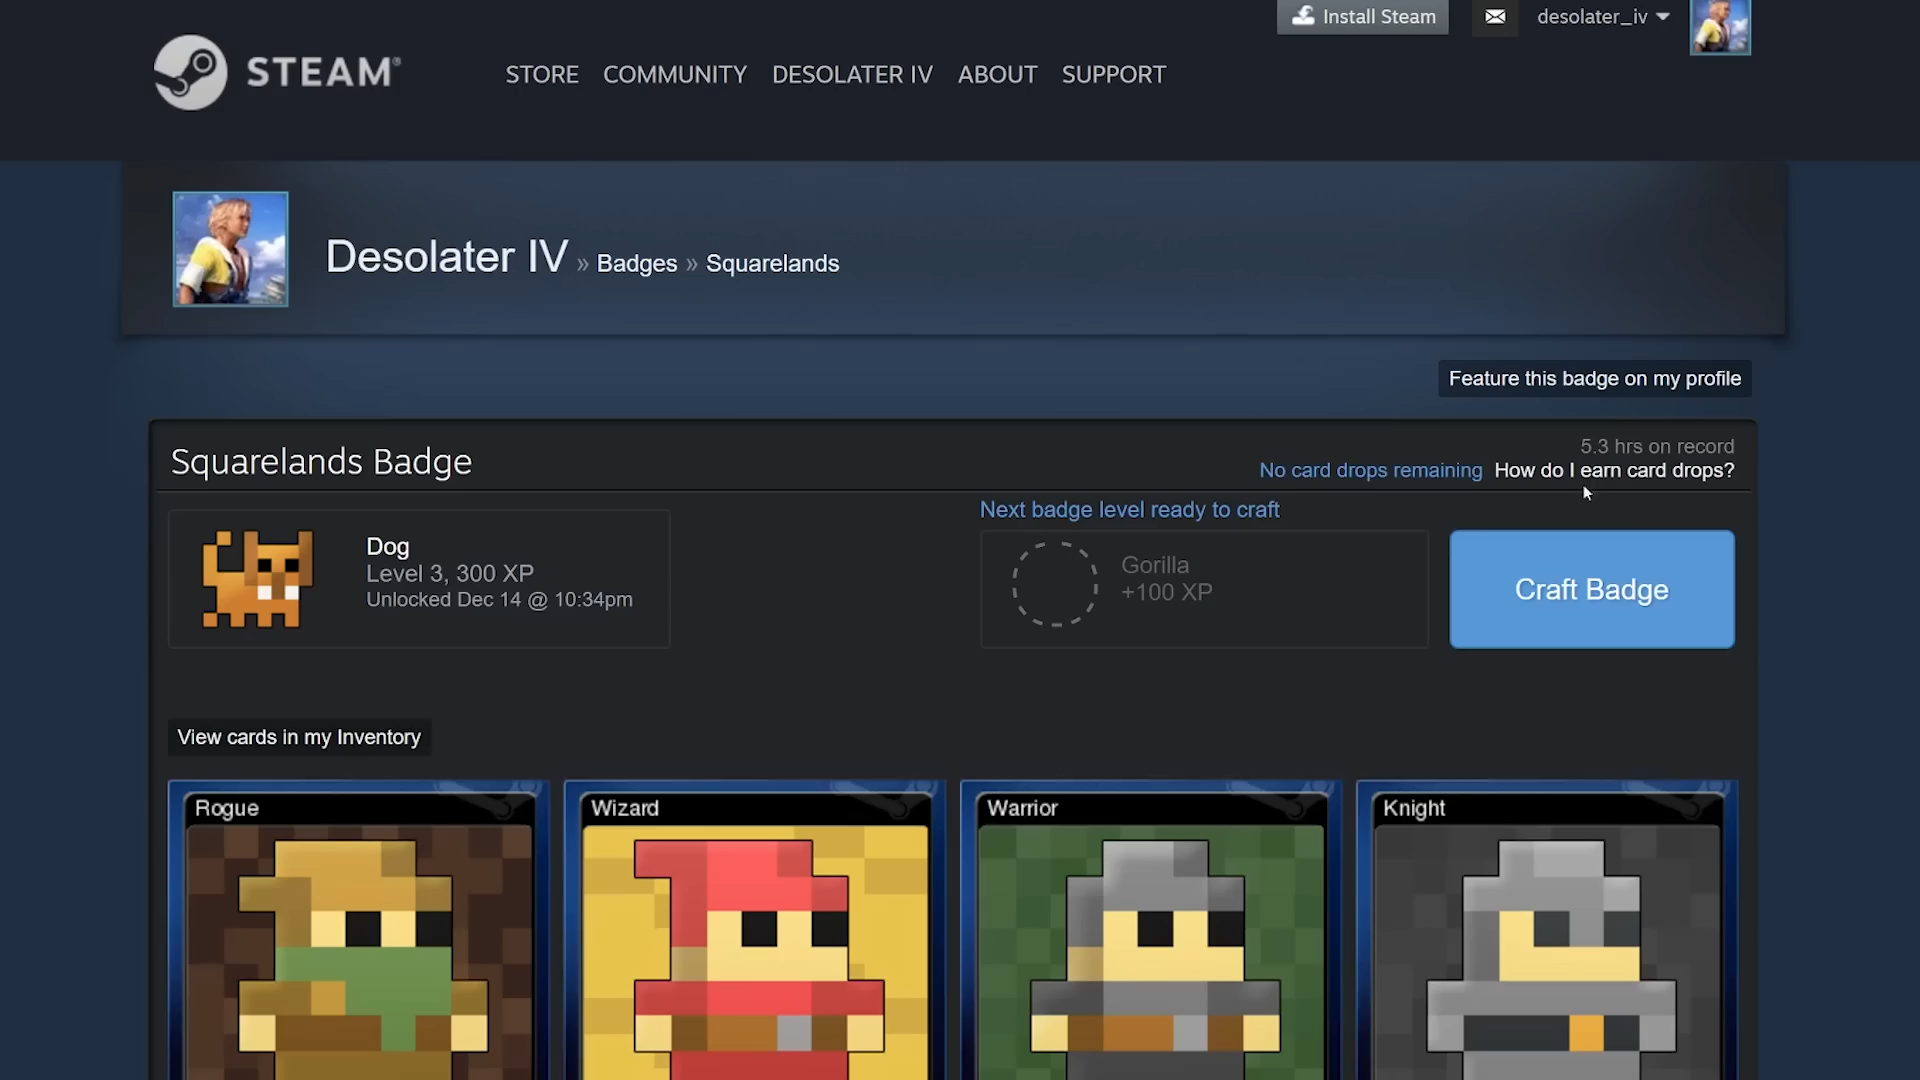 Install Steam
desolater_iv
STEAM®
STORE COMMUNITY DESOLATER IV ABOUT SUPPORT
Desolater IV » Badges » Squarelands
Feature this badge on my profile
Squarelands Badge
5.3 hrs on record
No card drops remaining How do I earn card drops?
Next badge level ready to craft
Dog
Level 3, 300 XP
Unlocked Dec 14 @ 10:34pm
Gorilla
+100 XP
Craft Badge
View cards in my Inventory
Rogue
Wizard
Warrior
Knight